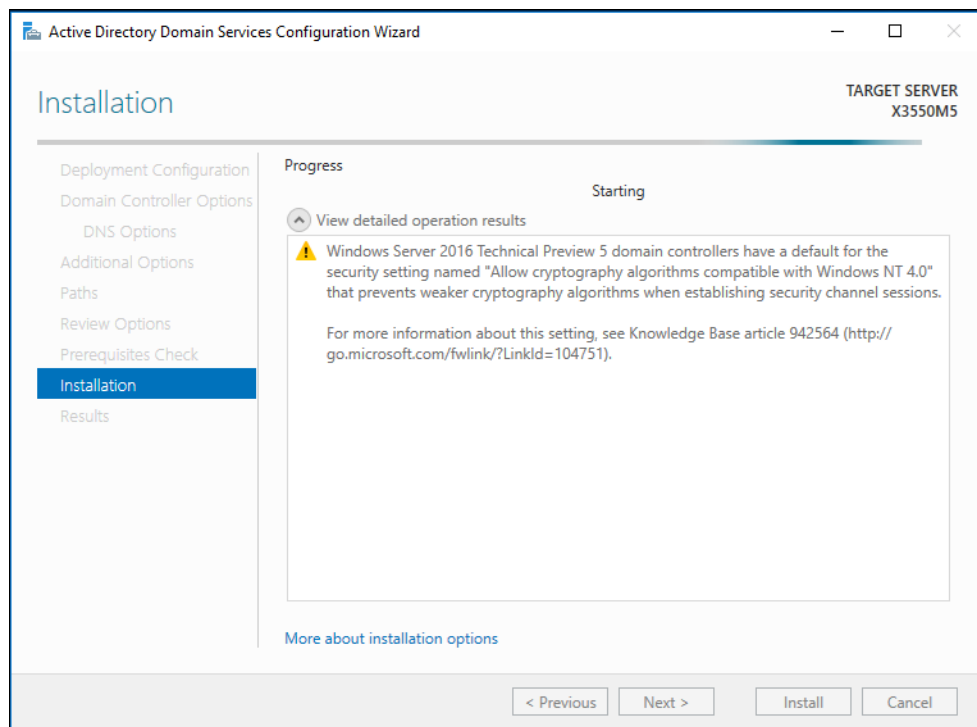 Active Directory Domain Services Configuration Wizard
Installation
TARGET SERVER
X3550M5
Deployment Configuration
Domain Controller Options
DNS Options
Additional Options
Paths
Review Options
Prerequisites Check
Installation
Results
Progress
Starting
View detailed operation results
Windows Server 2016 Technical Preview 5 domain controllers have a default for the
security setting named "Allow cryptography algorithms compatible with Windows NT 4.0"
that prevents weaker cryptography algorithms when establishing security channel sessions.
For more information about this setting, see Knowledge Base article 942564 (http://
go.microsoft.com/fwlink/?LinkId=104751).
More about installation options
< Previous
Next >
Install
Cancel